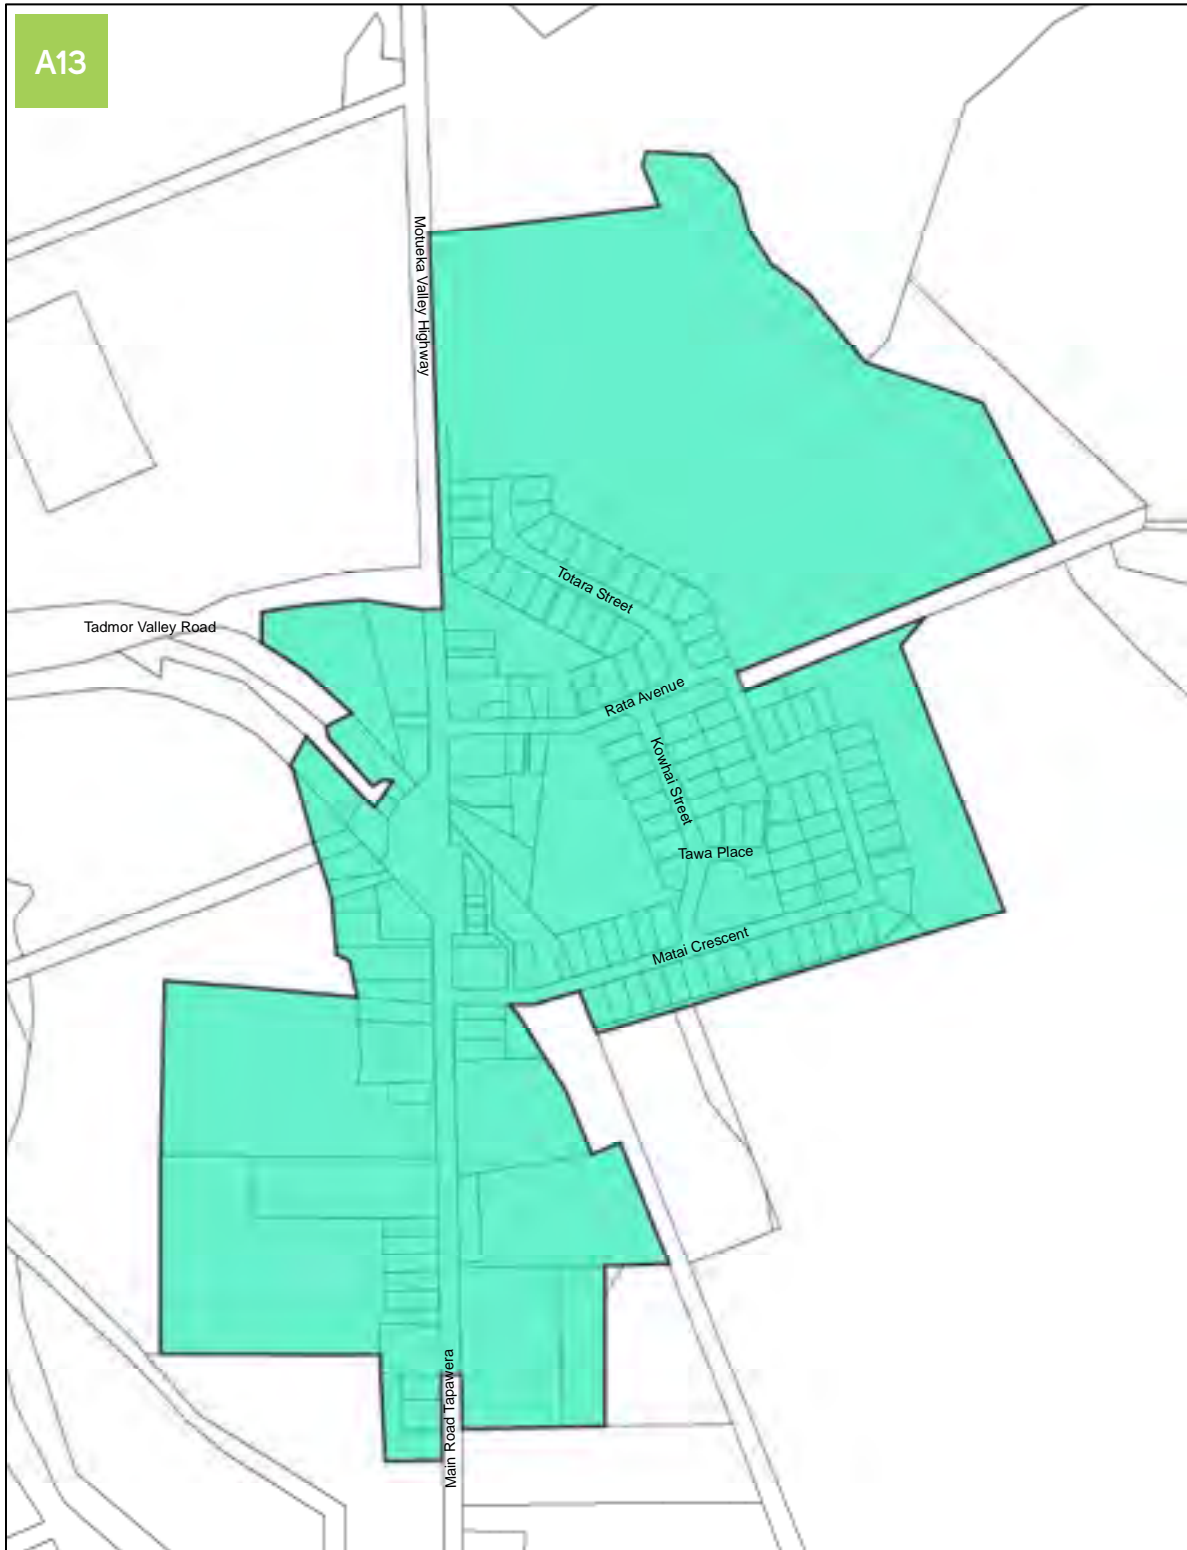 A13
Motueka Valley Highway
Totara Street
Tadmor Valley Road
Rata Avenue
Kowhai Street
Tawa Place
Matai Crescent
Main Road Tapawera